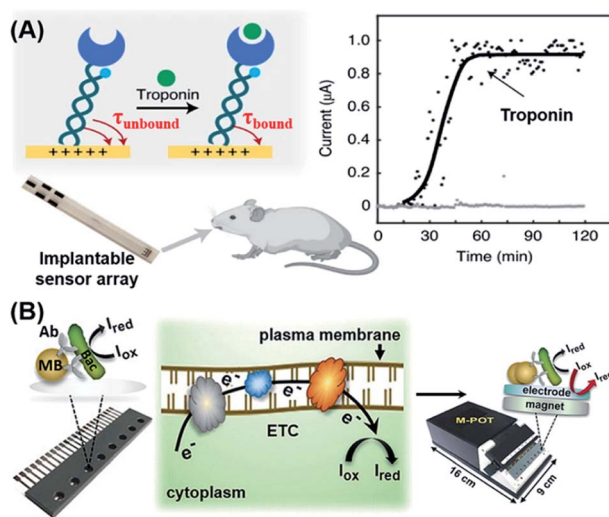 (A)
Troponin
τunbound
τbound
+ + + + +
+ + + + +
Implantable
sensor array
Current (μA)
1.0
0.8
0.6
0.4
0.2
0
Troponin
0 30 60 90 120
Time (min)
(B)
Ab
MB
Bac
Ired
Iox
plasma membrane
e-
e-
e-
e-
ETC
Iox
Ired
cytoplasm
Ired
Iox
Ired
electrode
magnet
M-POT
16 cm
9 cm